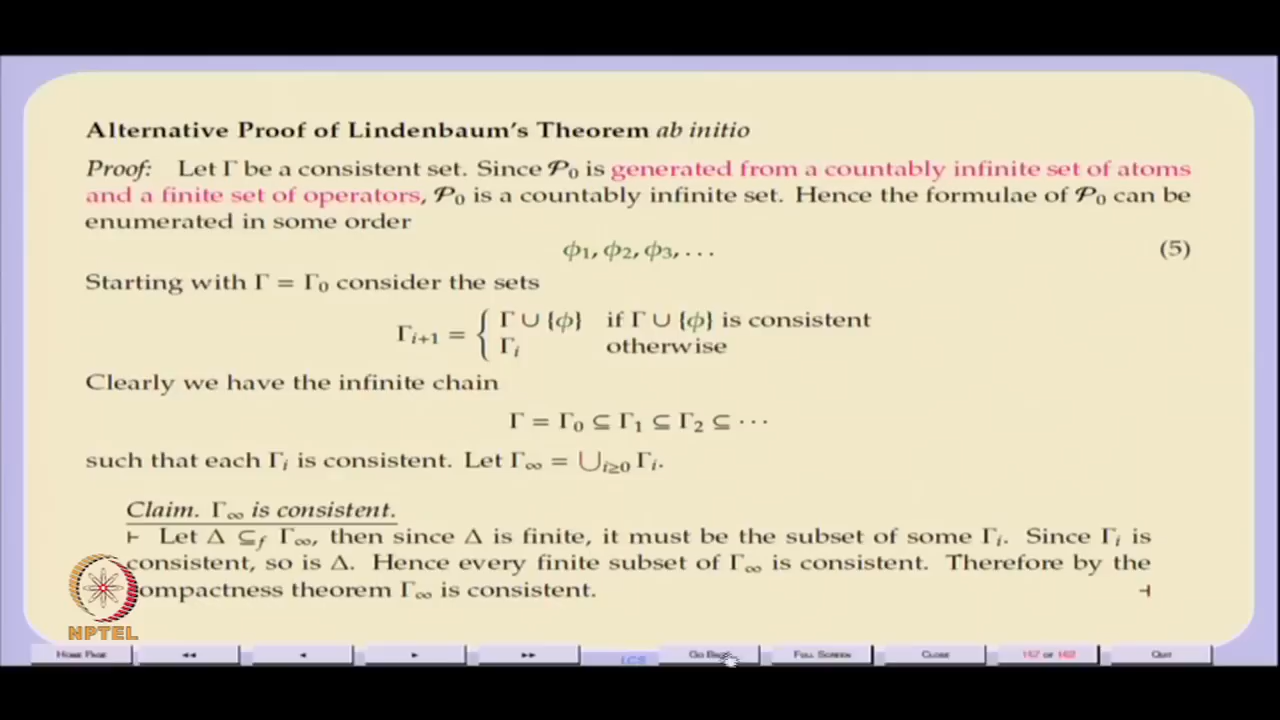 Alternative Proof of Lindenbaum's Theorem ab initio
Proof: Let Γ be a consistent set. Since 𝒫₀ is generated from a countably infinite set of atoms
and a finite set of operators, 𝒫₀ is a countably infinite set. Hence the formulae of 𝒫₀ can be
enumerated in some order
ϕ₁, ϕ₂, ϕ₃, . . . (5)
Starting with Γ = Γ₀ consider the sets
Γᵢ₊₁ = { Γ ∪ {ϕ} if Γ ∪ {ϕ} is consistent
Γᵢ otherwise
Clearly we have the infinite chain
Γ = Γ₀ ⊆ Γ₁ ⊆ Γ₂ ⊆ · · ·
such that each Γᵢ is consistent. Let Γ∞ = ⋃ᵢ≥₀ Γᵢ.
Claim. Γ∞ is consistent.
⊢ Let Δ ⊆f Γ∞, then since Δ is finite, it must be the subset of some Γᵢ. Since Γᵢ is
consistent, so is Δ. Hence every finite subset of Γ∞ is consistent. Therefore by the
ompactness theorem Γ∞ is consistent. ⊣
NPTEL
Home Page ◂◂ ◂ ▸ ▸▸ LCS Go Back Full Screen Close 157 of 162 Quit